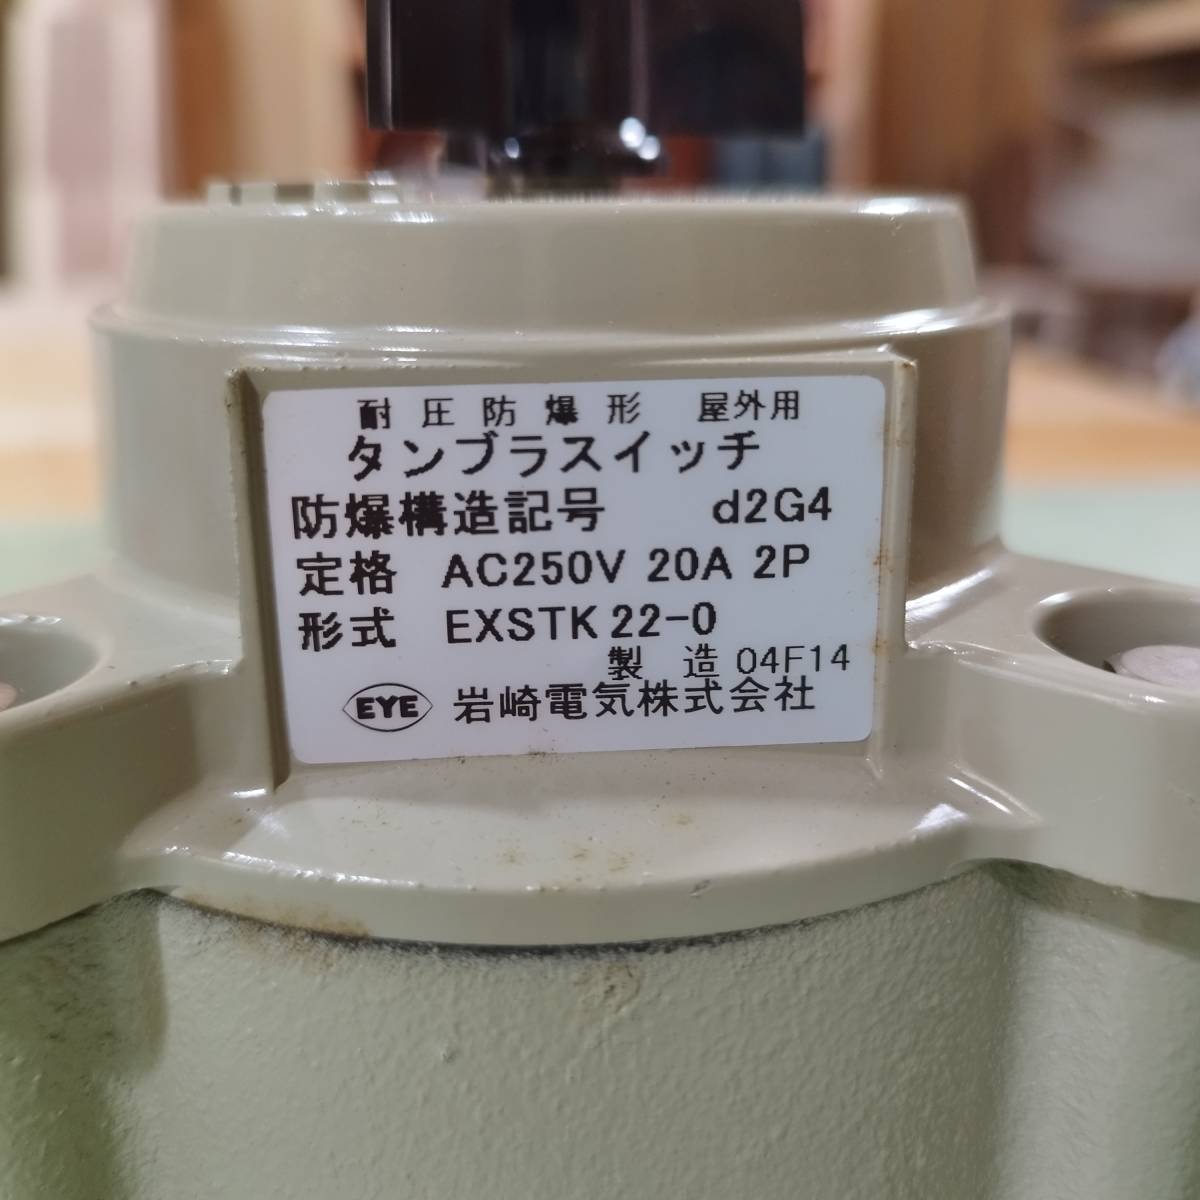 耐圧防爆形 屋外用
タンブラスイッチ
防爆構造記号 d2G4
定格 AC250V 20A 2P
形式 EXSTK22-0
製造 04F14
EYE 岩崎電気株式会社